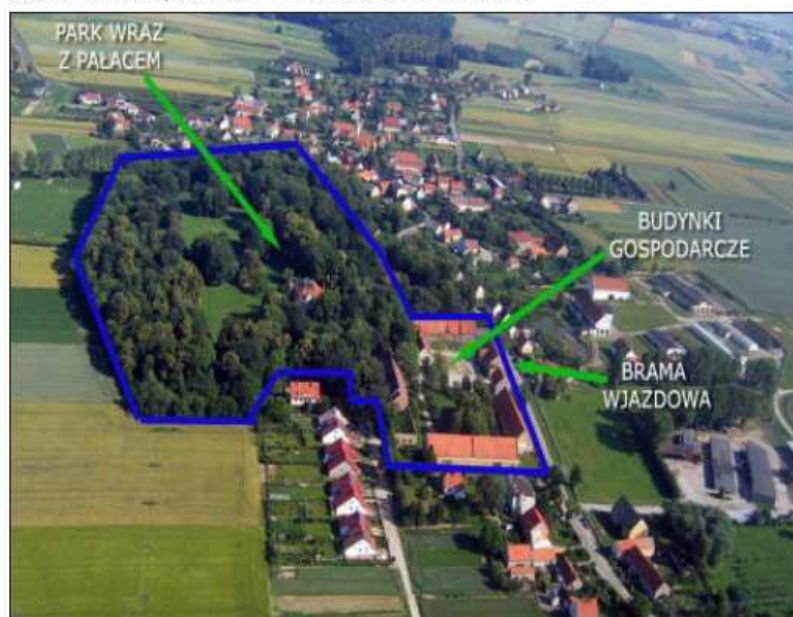 PARK WRAZ
Z PAŁACEM
BUDYNKI
GOSPODARCZE
BRAMA
WJAZDOWA